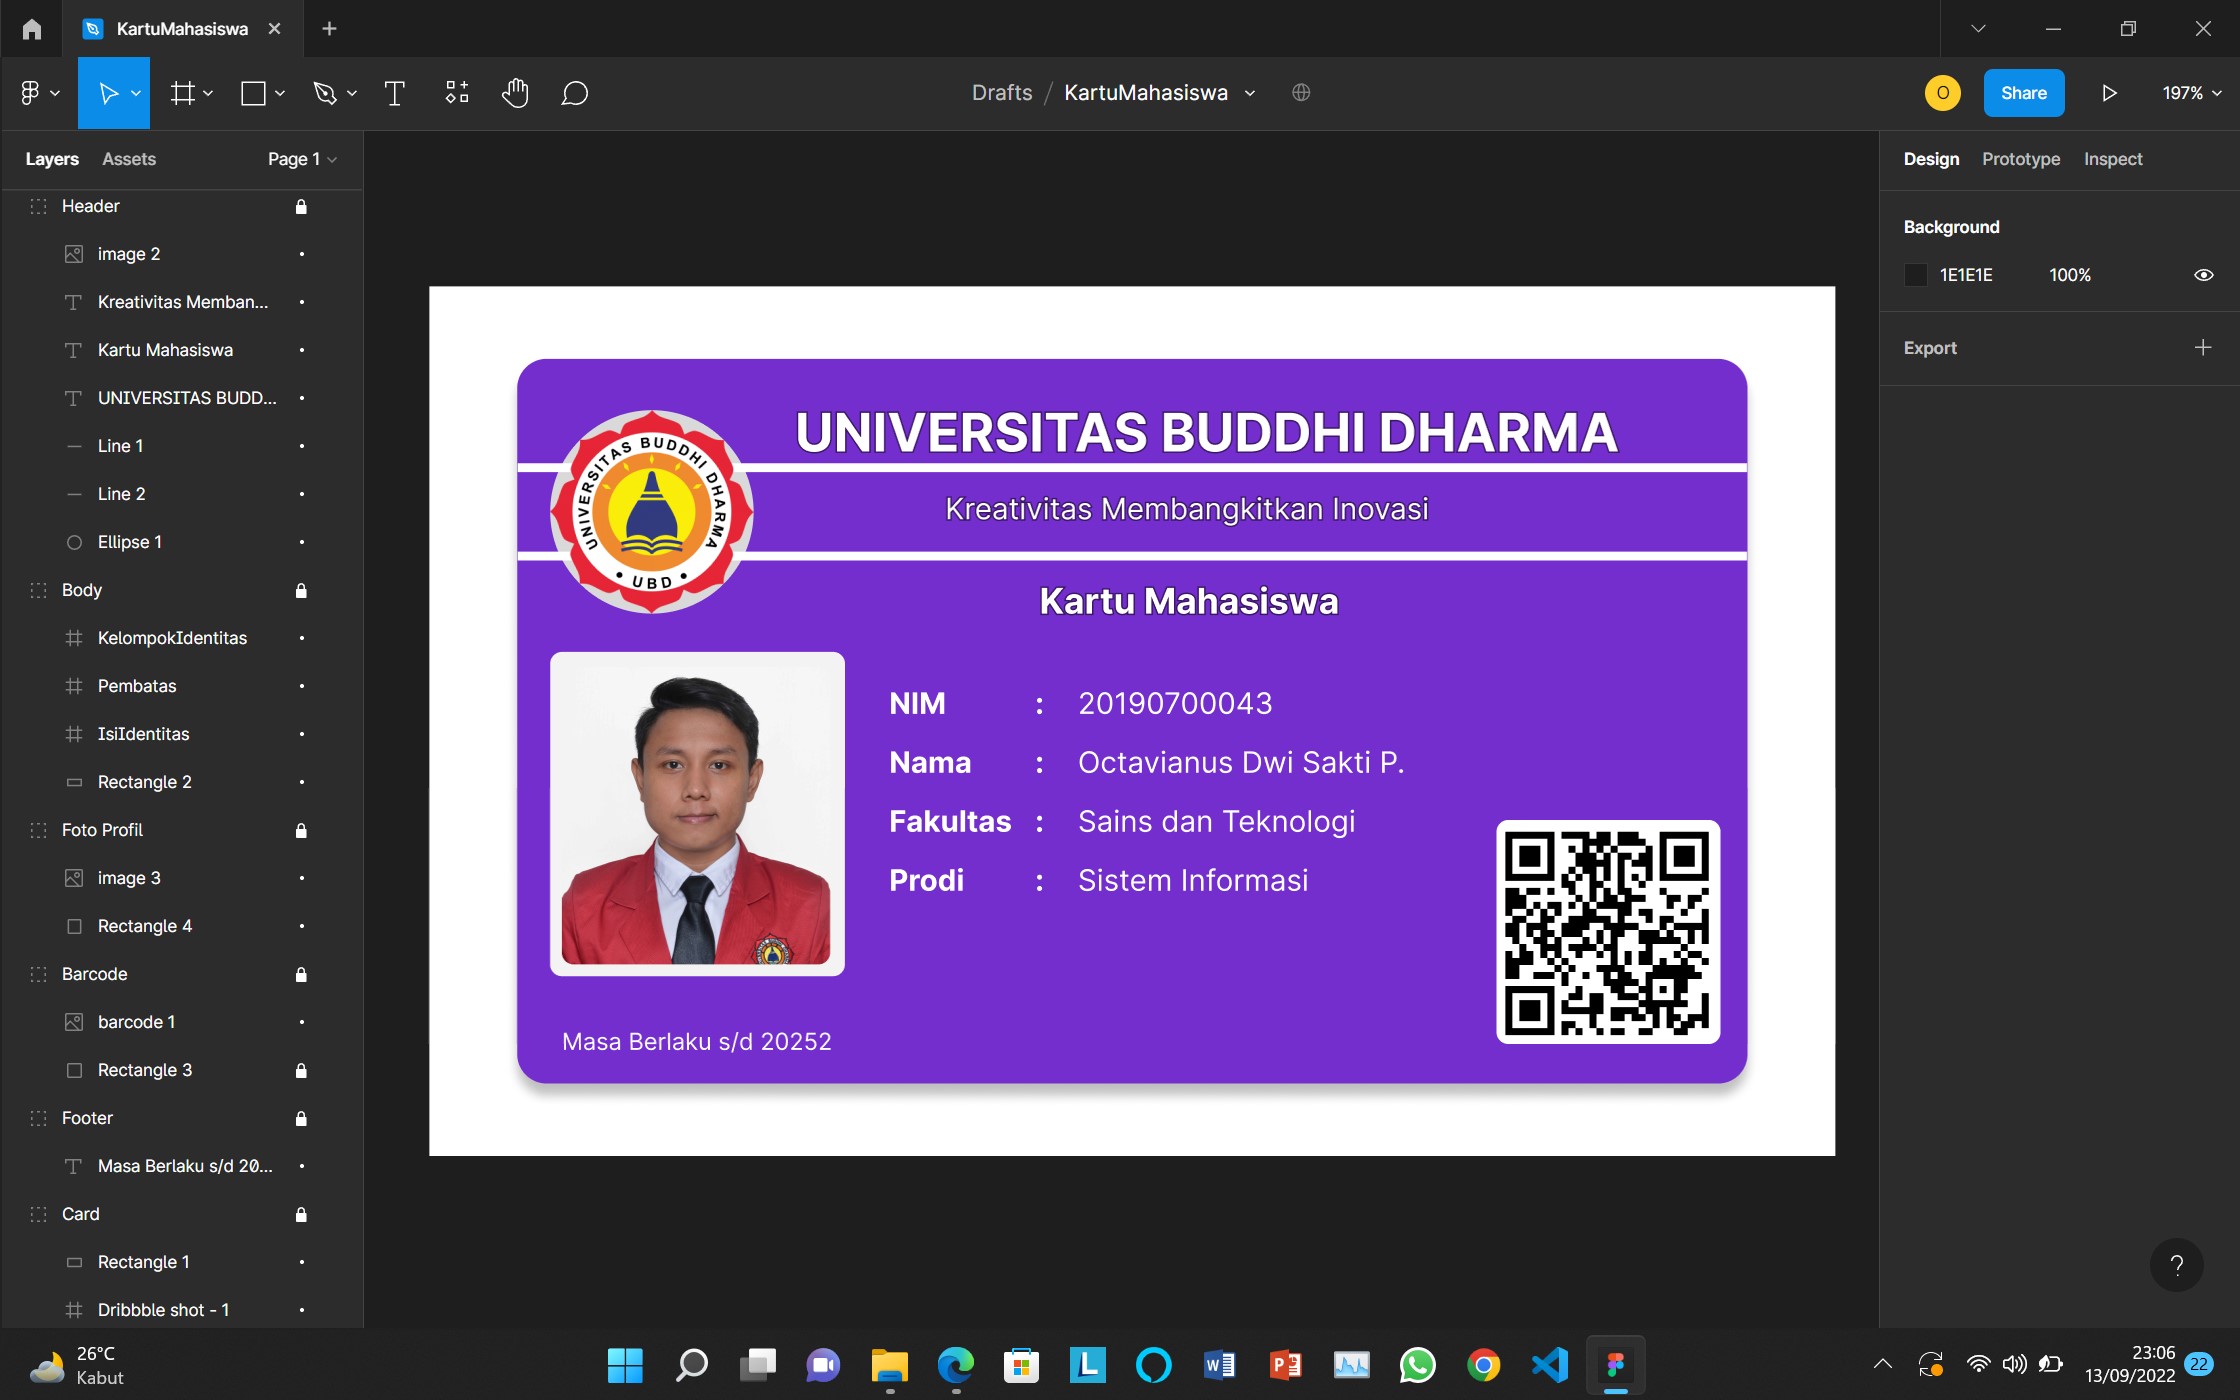 KartuMahasiswa
Drafts / KartuMahasiswa
O
Share
197%
Layers Assets Page 1
Header
image 2
Kreativitas Memban...
Kartu Mahasiswa
UNIVERSITAS BUDD...
Line 1
Line 2
Ellipse 1
Body
KelompokIdentitas
Pembatas
IsiIdentitas
Rectangle 2
Foto Profil
image 3
Rectangle 4
Barcode
barcode 1
Rectangle 3
Footer
Masa Berlaku s/d 20...
Card
Rectangle 1
Dribbble shot - 1
UNIVERSITAS BUDDHI DHARMA
• UBD •
UNIVERSITAS BUDDHI DHARMA
Kreativitas Membangkitkan Inovasi
Kartu Mahasiswa
NIM : 20190700043
Nama : Octavianus Dwi Sakti P.
Fakultas : Sains dan Teknologi
Prodi : Sistem Informasi
Masa Berlaku s/d 20252
Design Prototype Inspect
Background
1E1E1E 100%
Export
?
26°C
Kabut
L
W
P
23:06
13/09/2022
22